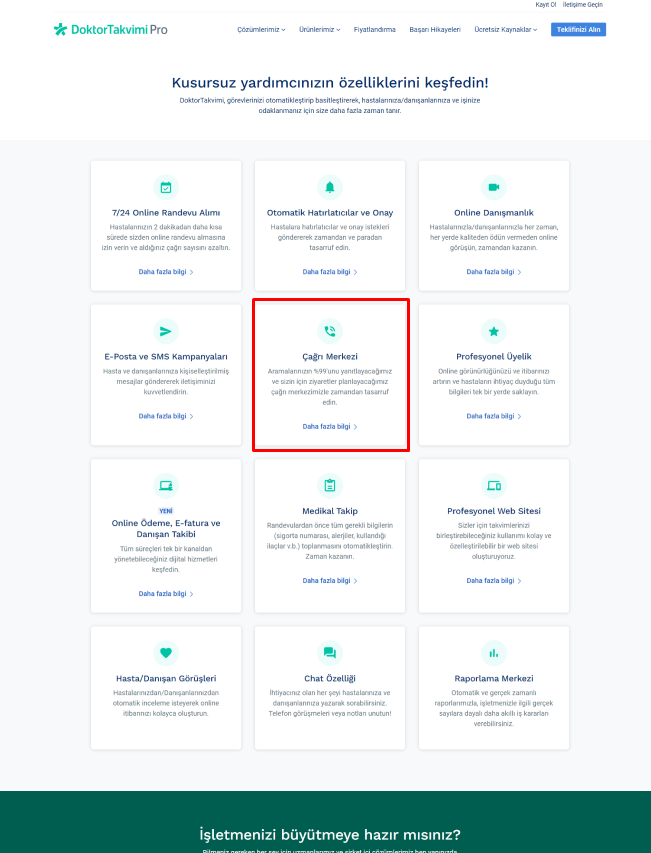 Kayıt Ol İletişime Geçin
DoktorTakvimi Pro
Çözümlerimiz Ürünlerimiz Fiyatlandırma Başarı Hikayeleri Ücretsiz Kaynaklar Teklifinizi Alın
Kusursuz yardımcınızın özelliklerini keşfedin!
DoktorTakvimi, görevlerinizi otomatikleştirip basitleştirerek, hastalarınıza/danışanlarınıza ve işinize
odaklanmanız için size daha fazla zaman tanır.
7/24 Online Randevu Alımı
Hastalarınızın 2 dakikadan daha kısa
sürede sizden online randevu almasına
izin verin ve aldığınız çağrı sayısını azaltın.
Daha fazla bilgi
Otomatik Hatırlatıcılar ve Onay
Hastalara hatırlatıcılar ve onay istekleri
göndererek zamandan ve paradan
tasarruf edin.
Daha fazla bilgi
Online Danışmanlık
Hastalarınızla/danışanlarınızla her zaman,
her yerde kaliteden ödün vermeden online
görüşün, zamandan kazanın.
Daha fazla bilgi
E-Posta ve SMS Kampanyaları
Hasta ve danışanlarınıza kişiselleştirilmiş
mesajlar göndererek iletişiminizi
kuvvetlendirin.
Daha fazla bilgi
Çağrı Merkezi
Aramalarınızın %99'unu yanıtlayacağımız
ve sizin için ziyaretler planlayacağımız
çağrı merkezimizle zamandan tasarruf
edin.
Daha fazla bilgi
Profesyonel Üyelik
Online görünürlüğünüzü ve itibarınızı
artırın ve hastaların ihtiyaç duyduğu tüm
bilgileri tek bir yerde saklayın.
Daha fazla bilgi
YENİ
Online Ödeme, E-fatura ve
Danışan Takibi
Tüm süreçleri tek bir kanaldan
yönetebileceğiniz dijital hizmetleri
keşfedin.
Daha fazla bilgi
Medikal Takip
Randevulardan önce tüm gerekli bilgilerin
(sigorta numarası, alerjiler, kullandığı
ilaçlar v.b.) toplanmasını otomatikleştirin.
Zaman kazanın.
Daha fazla bilgi
Profesyonel Web Sitesi
Sizler için takvimlerinizi
birleştirebileceğiniz kullanımı kolay ve
özelleştirilebilir bir web sitesi
oluşturuyoruz.
Daha fazla bilgi
Hasta/Danışan Görüşleri
Hastalarınızdan/Danışanlarınızdan
otomatik inceleme isteyerek online
itibarınızı kolayca oluşturun.
Chat Özelliği
İhtiyacınız olan her şeyi hastalarınıza ve
danışanlarınıza yazarak sorabilirsiniz.
Telefon görüşmeleri veya notları unutun!
Raporlama Merkezi
Otomatik ve gerçek zamanlı
raporlarımızla, işletmenizle ilgili gerçek
sayılara dayalı daha akıllı iş kararları
verebilirsiniz.
İşletmenizi büyütmeye hazır mısınız?
Bilmeniz gereken her şey için uzmanlarımız ve şirket içi çözümlerimiz hep yanınızda.